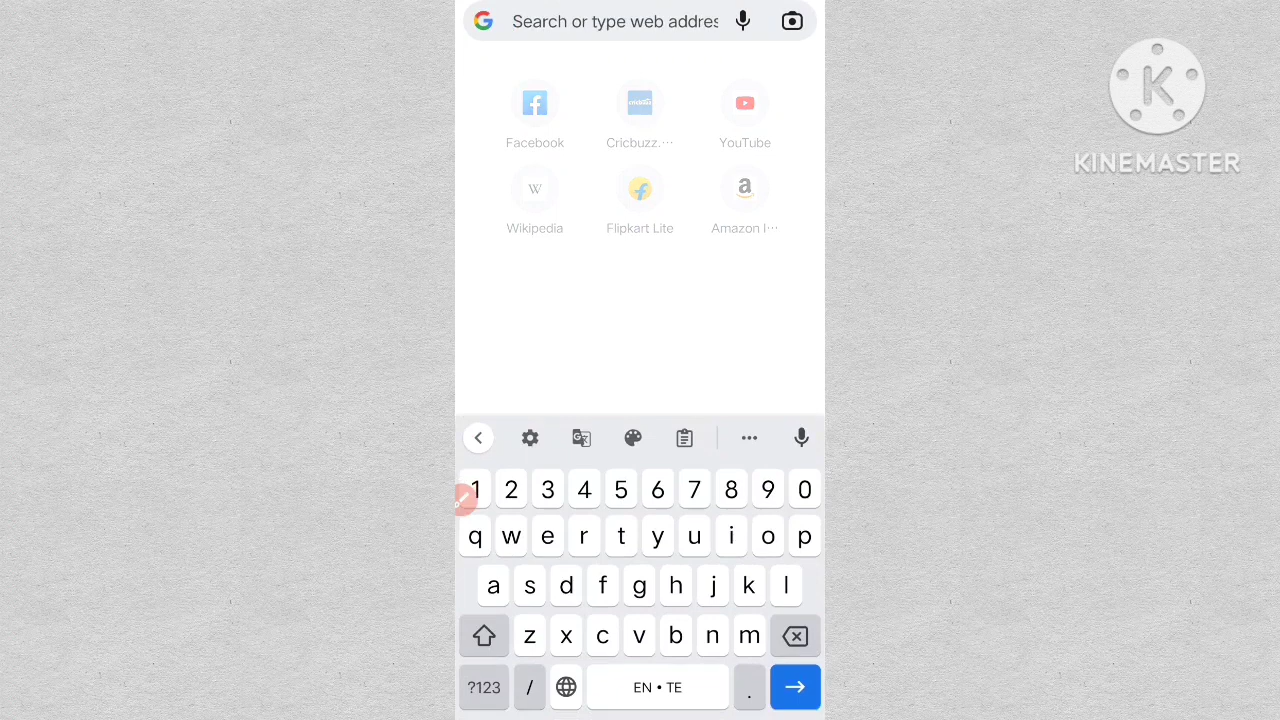 Search or type web addres
KINEMASTER
Facebook
Cricbuzz.···
YouTube
Wikipedia
Flipkart Lite
Amazon I···
1 2 3 4 5 6 7 8 9 0
q w e r t y u i o p
a s d f g h j k l
z x c v b n m
?123 / EN • TE .